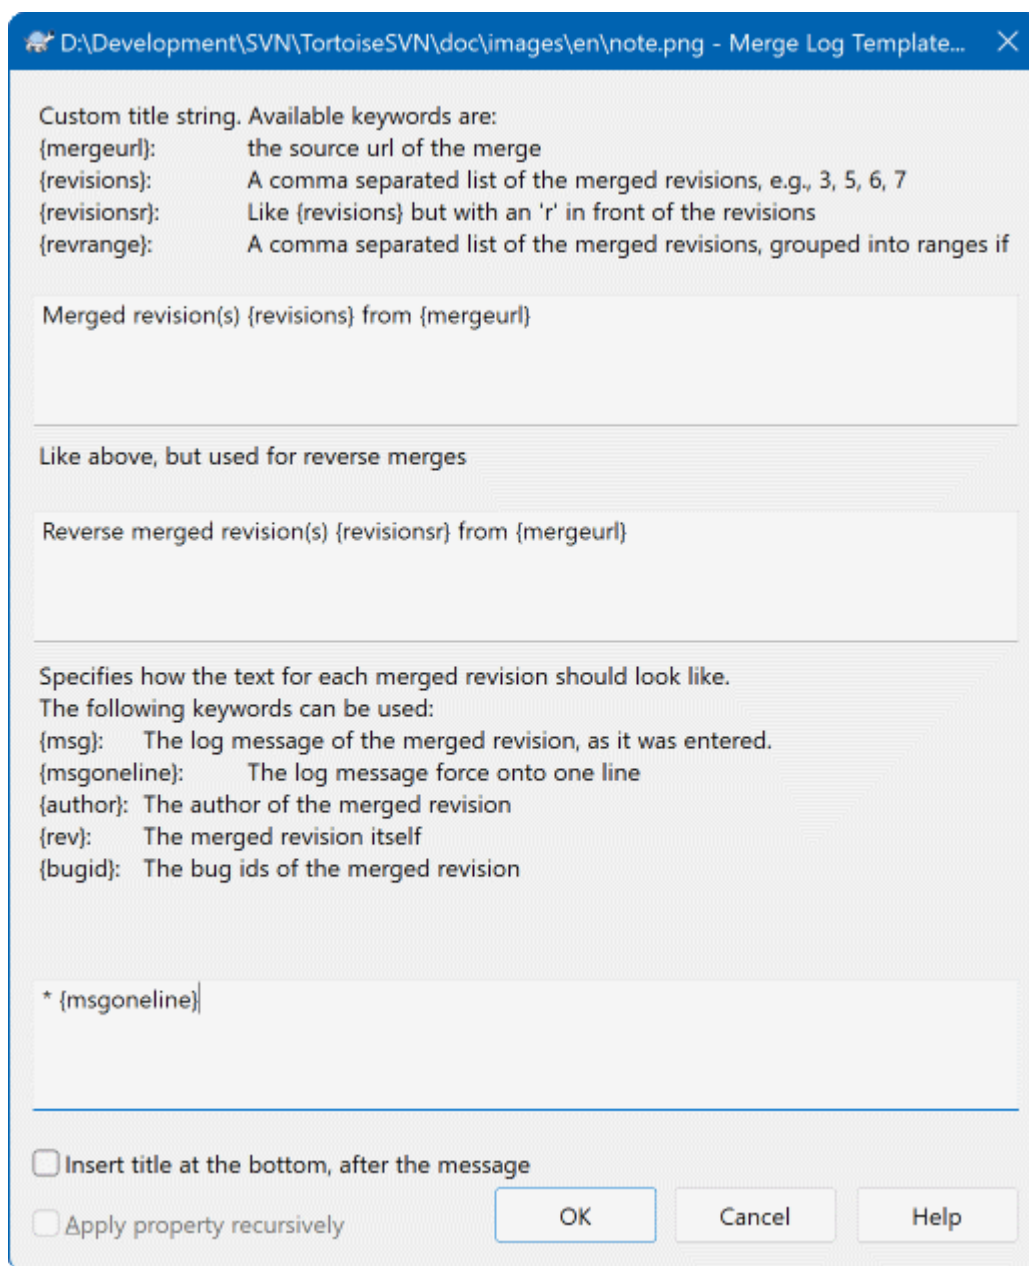 D:\Development\SVN\TortoiseSVN\doc\images\en\note.png - Merge Log Template...
Custom title string. Available keywords are:
{mergeurl}: the source url of the merge
{revisions}: A comma separated list of the merged revisions, e.g., 3, 5, 6, 7
{revisionsr}: Like {revisions} but with an 'r' in front of the revisions
{revrange}: A comma separated list of the merged revisions, grouped into ranges if
Merged revision(s) {revisions} from {mergeurl}
Like above, but used for reverse merges
Reverse merged revision(s) {revisionsr} from {mergeurl}
Specifies how the text for each merged revision should look like.
The following keywords can be used:
{msg}: The log message of the merged revision, as it was entered.
{msgoneline}: The log message force onto one line
{author}: The author of the merged revision
{rev}: The merged revision itself
{bugid}: The bug ids of the merged revision
* {msgoneline}
Insert title at the bottom, after the message
Apply property recursively
OK Cancel Help